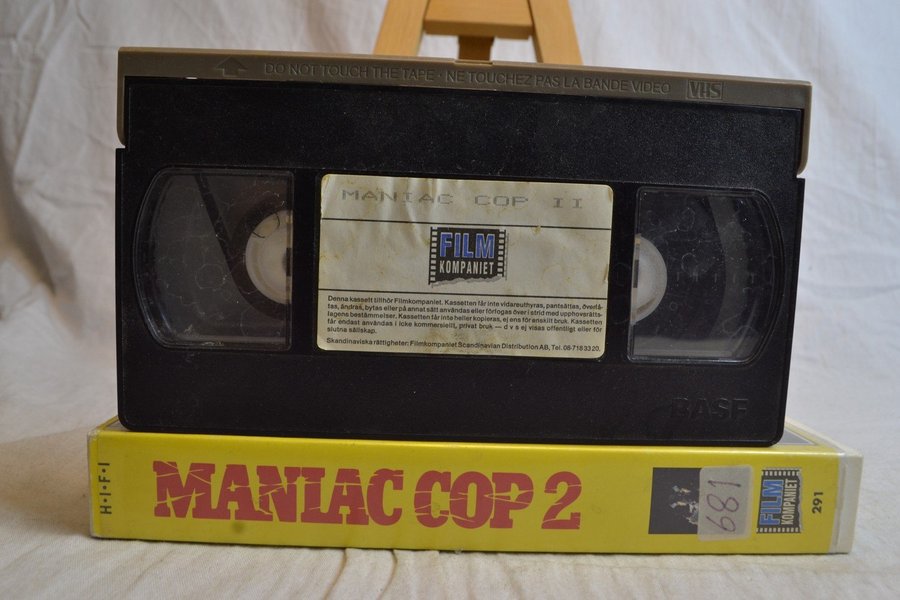 DO NOT TOUCH THE TAPE · NE TOUCHEZ PAS LA BANDE VIDEO VHS
MANIAC COP II
FILM
KOMPANIET
Denna kassett tillhör Filmkompaniet. Kassetten får inte vidareuthyras, pantsättas, överlå-
tas, ändras, bytas eller på annat sätt användas eller förfogas över i strid med upphovsrätts-
lagens bestämmelser. Kassetten får inte heller kopieras, ej ens för enskilt bruk. Kassetten
får endast användas i icke kommersiellt, privat bruk — d v s ej visas offentligt eller för
slutna sällskap.
Skandinaviska rättigheter: Filmkompaniet Scandinavian Distribution AB, Tel. 08-718 33 20.
BASF
H·I·F·I
MANIAC COP 2
681
FILM
KOMPANIET
291